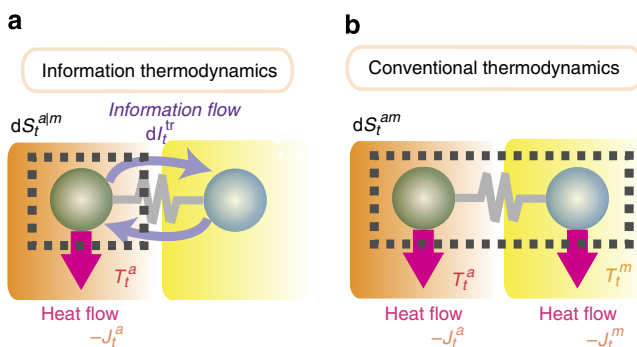 a
Information thermodynamics
Information flow
dI_t^tr
dS_t^a|m
T_t^a
Heat flow
–J_t^a
b
Conventional thermodynamics
dS_t^am
T_t^a
T_t^m
Heat flow
–J_t^a
Heat flow
–J_t^m